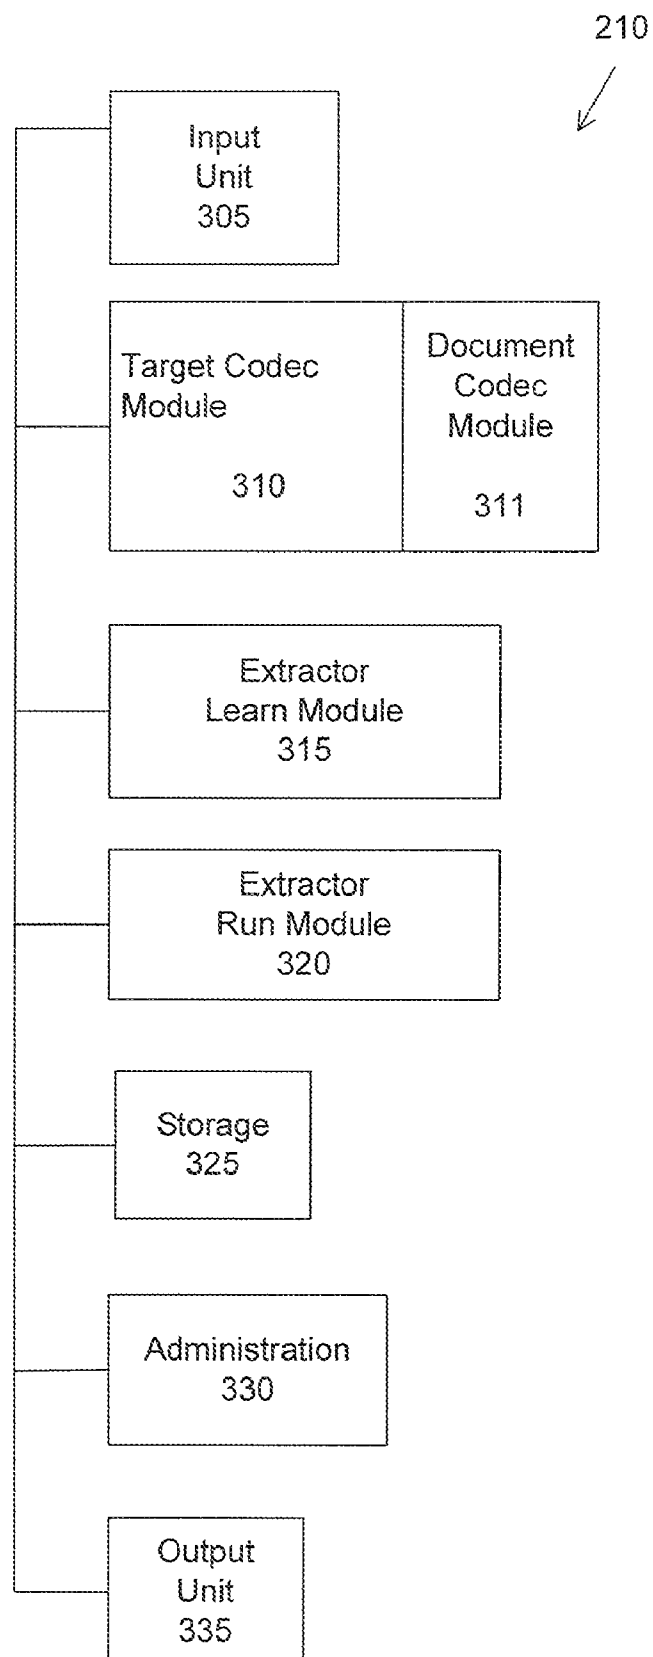 210
Input
Unit
305
Target Codec
Module
310
Document
Codec
Module
311
Extractor
Learn Module
315
Extractor
Run Module
320
Storage
325
Administration
330
Output
Unit
335